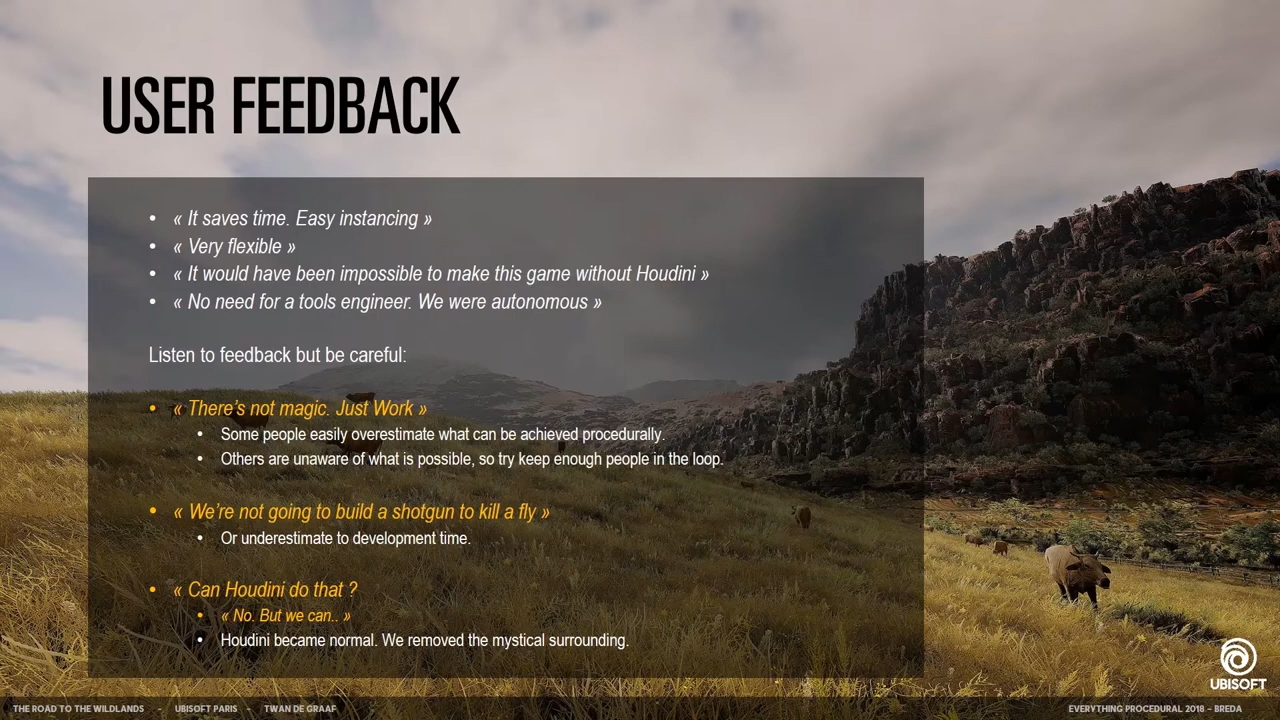 USER FEEDBACK
• « It saves time. Easy instancing »
• « Very flexible »
• « It would have been impossible to make this game without Houdini »
• « No need for a tools engineer. We were autonomous »
Listen to feedback but be careful:
• « There's not magic. Just Work »
• Some people easily overestimate what can be achieved procedurally.
• Others are unaware of what is possible, so try keep enough people in the loop.
• « We're not going to build a shotgun to kill a fly »
• Or underestimate to development time.
• « Can Houdini do that ?
• « No. But we can.. »
• Houdini became normal. We removed the mystical surrounding.
UBISOFT
THE ROAD TO THE WILDLANDS - UBISOFT PARIS - TWAN DE GRAAF
EVERYTHING PROCEDURAL 2018 – BREDA